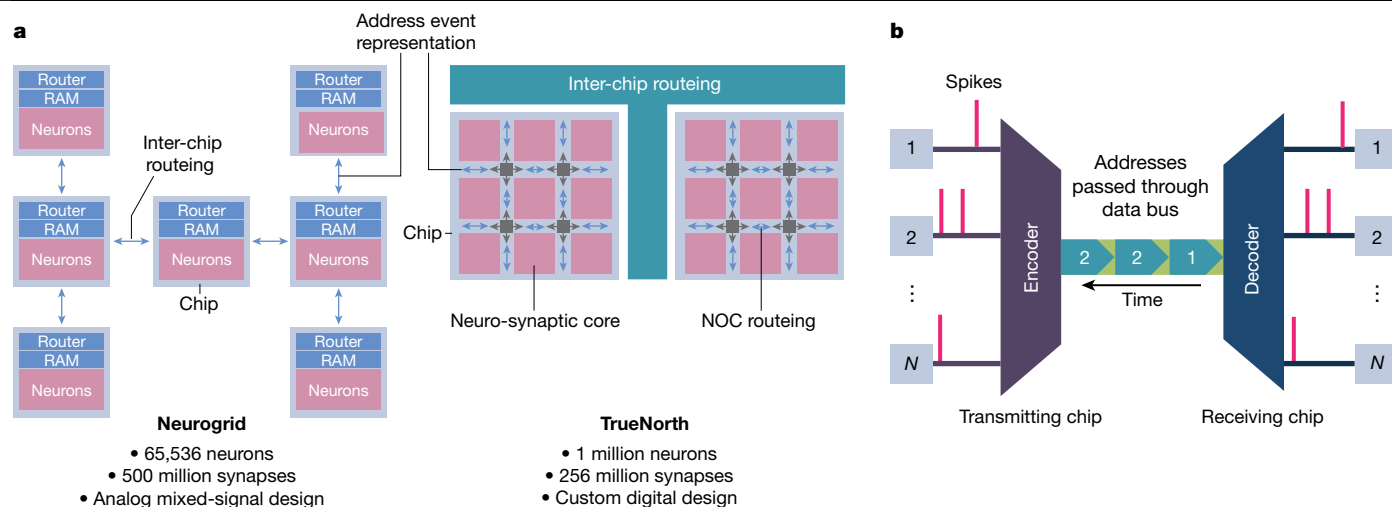 a
Address event
representation
Router
RAM
Neurons
Inter-chip
routeing
Router
RAM
Neurons
Router
RAM
Neurons
Chip
Router
RAM
Neurons
Router
RAM
Neurons
Router
RAM
Neurons
Router
RAM
Neurons
Neurogrid
• 65,536 neurons
• 500 million synapses
• Analog mixed-signal design
Inter-chip routeing
Chip
Neuro-synaptic core
NOC routeing
TrueNorth
• 1 million neurons
• 256 million synapses
• Custom digital design
b
Spikes
1
2
⋮
N
Encoder
Addresses
passed through
data bus
2 2 1
Time
Decoder
1
2
⋮
N
Transmitting chip
Receiving chip